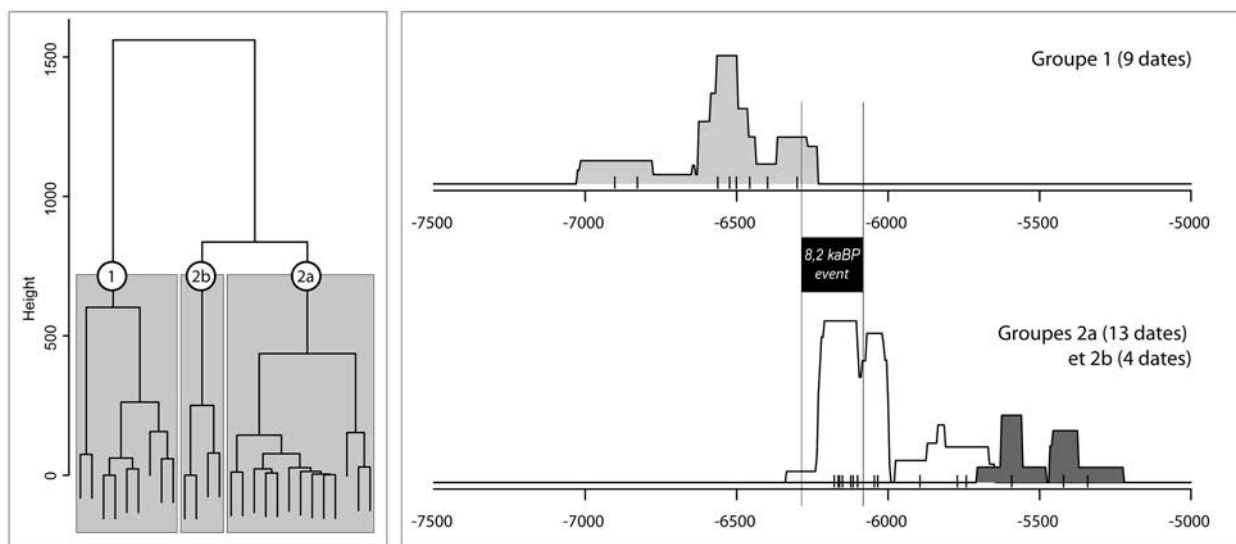 Height
1500
1000
500
0
1
2b
2a
Groupe 1 (9 dates)
-7500
-7000
-6500
-6000
-5500
-5000
8,2 kaBP
event
Groupes 2a (13 dates)
et 2b (4 dates)
-7500
-7000
-6500
-6000
-5500
-5000